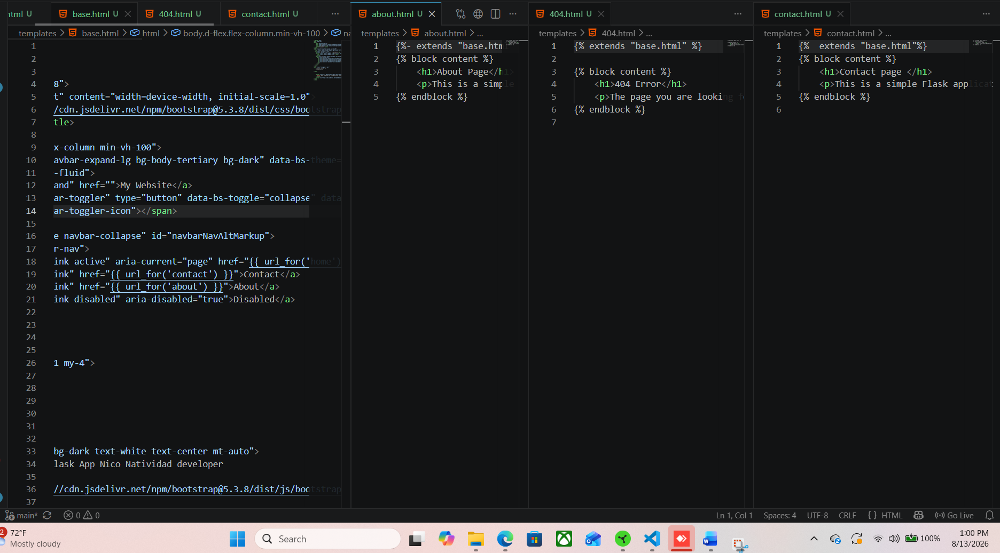 html U
base.html U
404.html U
contact.html U
templates > base.html > html > body.d-flex.flex-column.min-vh-100 > na
1
2
3
4 8">
5 t" content="width=device-width, initial-scale=1.0">
6 /cdn.jsdelivr.net/npm/bootstrap@5.3.8/dist/css/bootstrap
7 tle>
8
9 x-column min-vh-100">
10 avbar-expand-lg bg-body-tertiary bg-dark" data-bs-theme=
11 -fluid">
12 and" href="">My Website</a>
13 ar-toggler" type="button" data-bs-toggle="collapse" data
14 ar-toggler-icon"></span>
15
16 e navbar-collapse" id="navbarNavAltMarkup">
17 r-nav">
18 ink active" aria-current="page" href="{{ url_for('home')
19 ink" href="{{ url_for('contact') }}">Contact</a>
20 ink" href="{{ url_for('about') }}">About</a>
21 ink disabled" aria-disabled="true">Disabled</a>
22
23
24
25
26 1 my-4">
27
28
29
30
31
32
33 bg-dark text-white text-center mt-auto">
34 lask App Nico Natividad developer
35
36 //cdn.jsdelivr.net/npm/bootstrap@5.3.8/dist/js/bootstrap
37
about.html U
templates > about.html > ...
1 {%- extends "base.htm
2 {% block content %}
3 <h1>About Page</h1>
4 <p>This is a simp
5 {% endblock %}
404.html U
templates > 404.html > ...
1 {% extends "base.html" %}
2
3 {% block content %}
4 <h1>404 Error</h1>
5 <p>The page you are looking f
6 {% endblock %}
7
contact.html U
templates > contact.html > ...
1 {%  extends "base.html"%}
2 {% block content %}
3 <h1>Contact page </h1>
4 <p>This is a simple Flask applicat
5 {% endblock %}
6
main* 0 0
Ln 1, Col 1 Spaces: 4 UTF-8 CRLF {} HTML Go Live
2
72°F
Mostly cloudy
Search
100%
1:00 PM
8/13/2026